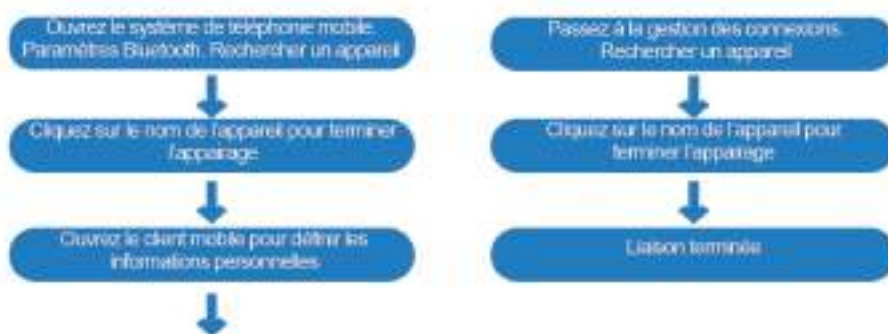 Ouvrez le système de téléphonie mobile.
Paramètres Bluetooth. Rechercher un appareil
Cliquez sur le nom de l'appareil pour terminer
l'appairage
Ouvrez le client mobile pour définir les
informations personnelles
Passez à la gestion des connexions.
Rechercher un appareil
Cliquez sur le nom de l'appareil pour
terminer l'appairage
Liaison terminée